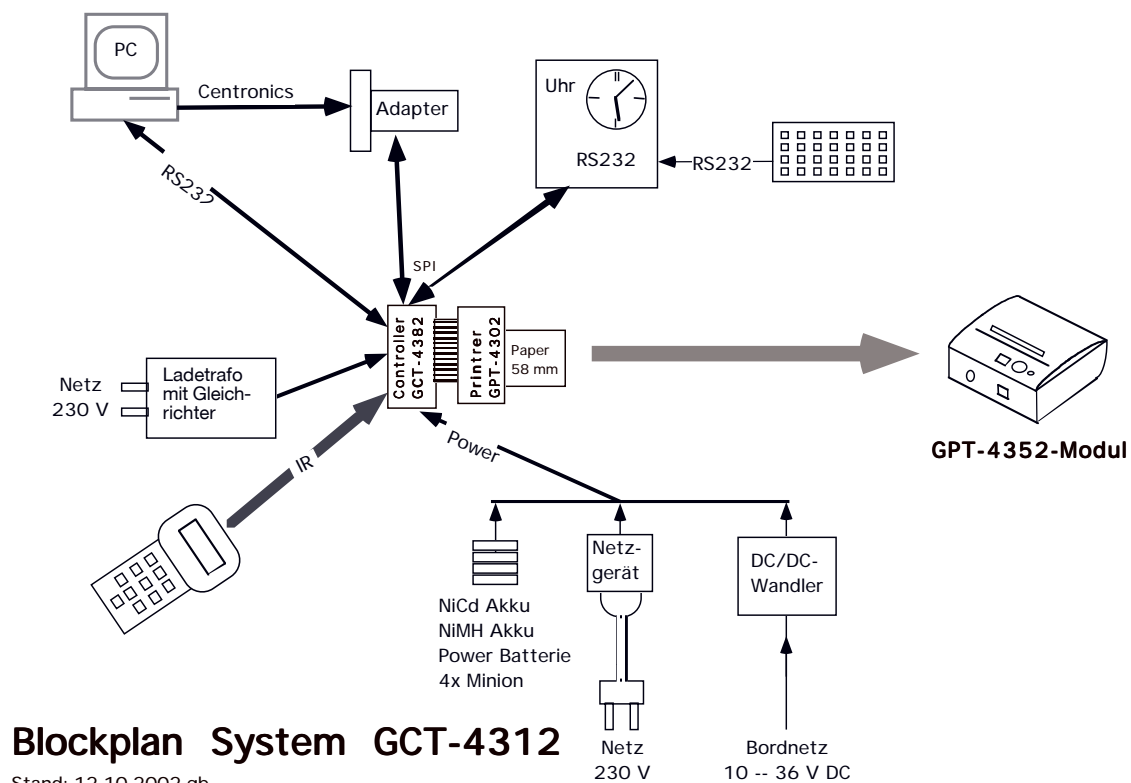 PC
Centronics
Adapter
Uhr
II
I
RS232
RS232
RS232
SPI
Controller
GCT-4382
Printrer
GPT-4302
Paper
58 mm
Netz
230 V
Ladetrafo
mit Gleich-
richter
IR
Power
GPT-4352-Modul
Netz-
gerät
DC/DC-
Wandler
NiCd Akku
NiMH Akku
Power Batterie
4x Minion
Netz
230 V
Bordnetz
10 -- 36 V DC
Blockplan System GCT-4312